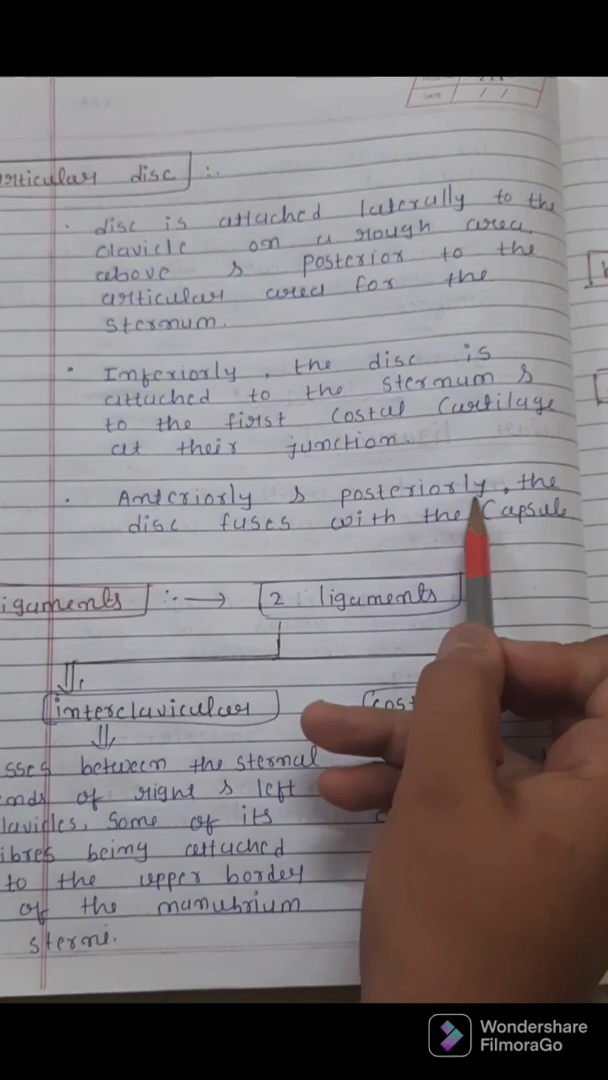 DATE / /
articular disc :-
• disc is attached laterally to the
clavicle on a rough area,
above & posterior to the
articular area for the
sternum.
• Inferiorly, the disc is
attached to the sternum &
to the first costal cartilage
at their junction
• Anteriorly & posteriorly, the
disc fuses with the Capsule
igaments :- → 2 ligaments
interclavicular
cost
sses between the sternal
ends of right & left
lavicles, some of its
ibres being attached
to the upper border
of the manubrium
sterni.
Wondershare
FilmoraGo